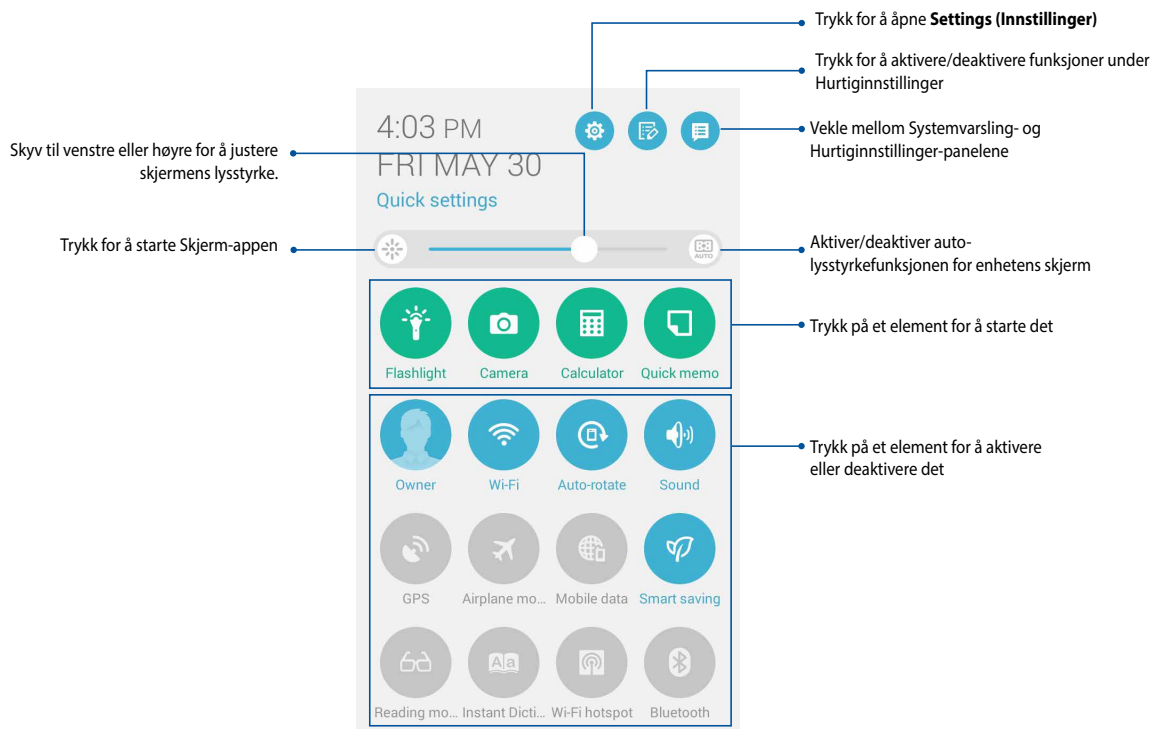 Trykk for å åpne Settings (Innstillinger)
Trykk for å aktivere/deaktivere funksjoner under
Hurtiginnstillinger
Vekle mellom Systemvarsling- og
Hurtiginnstillinger-panelene
Skyv til venstre eller høyre for å justere
skjermens lysstyrke.
Trykk for å starte Skjerm-appen
4:03 PM
FRI MAY 30
Quick settings
AUTO
Aktiver/deaktiver auto-
lysstyrkefunksjonen for enhetens skjerm
Flashlight Camera Calculator Quick memo
Trykk på et element for å starte det
Owner Wi-Fi Auto-rotate Sound
Trykk på et element for å aktivere
eller deaktivere det
GPS Airplane mo... Mobile data Smart saving
A a
Reading mo... Instant Dicti... Wi-Fi hotspot Bluetooth